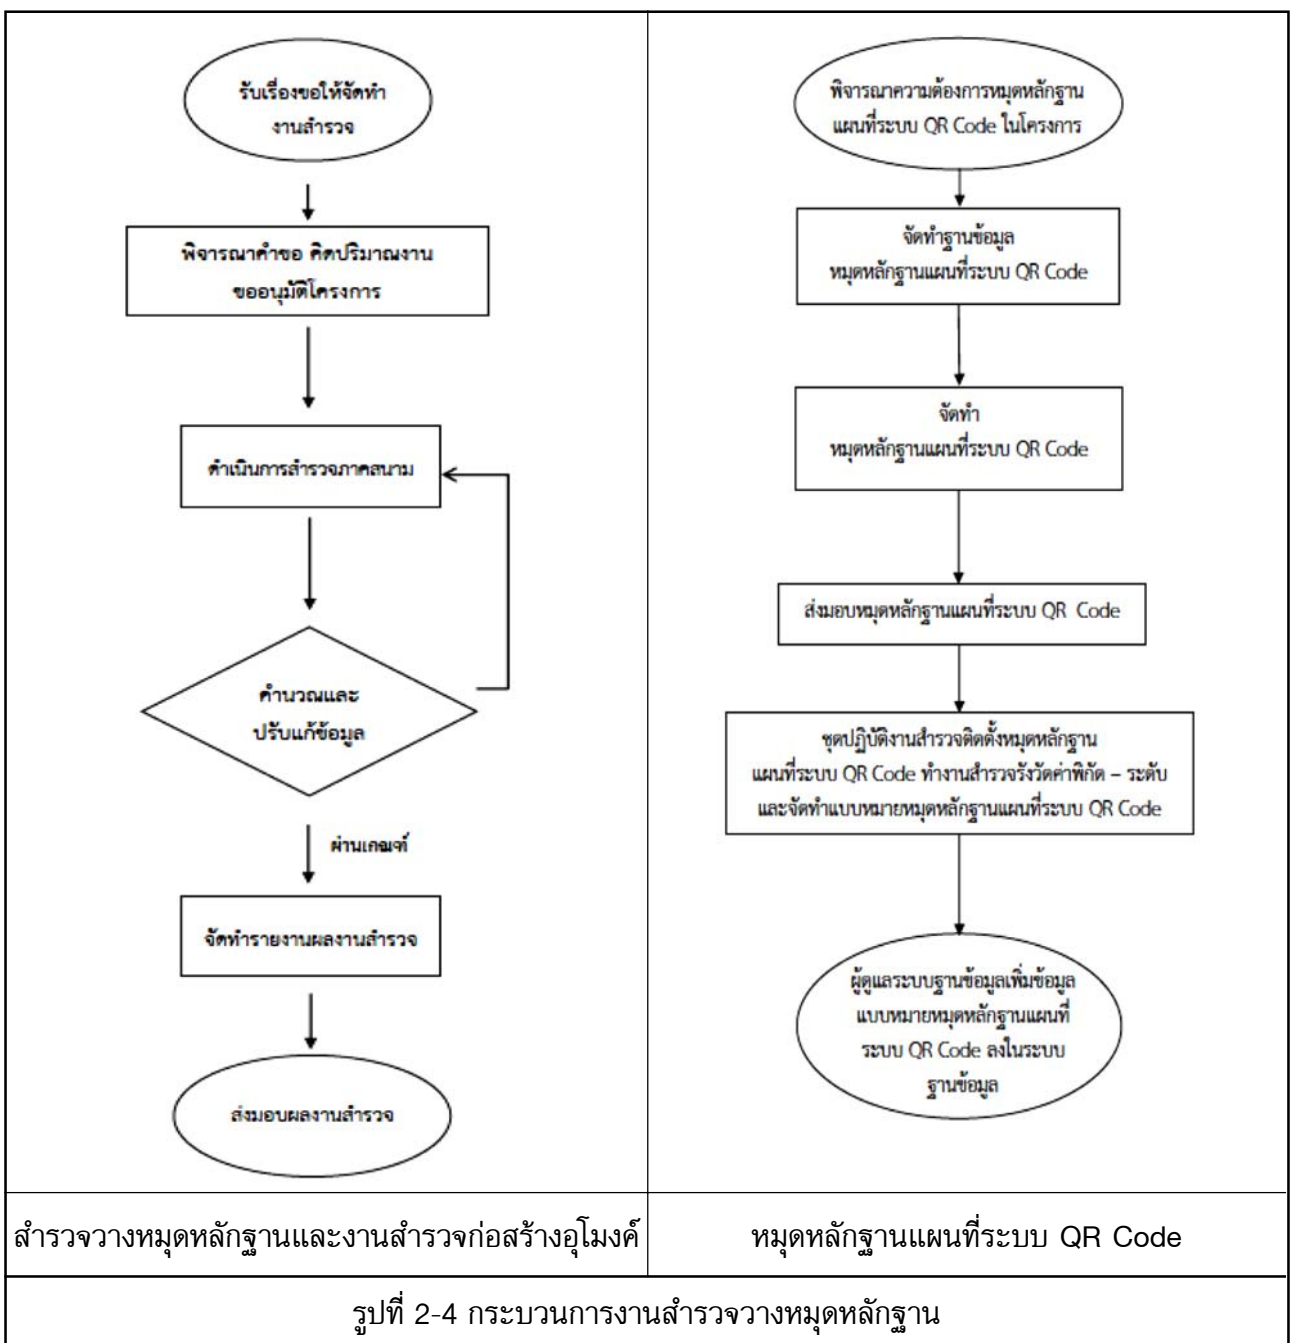 รับเรื่องขอให้จัดทำ
งานสำรวจ
พิจารณาคำขอ คิดปริมาณงาน
ขออนุมัติโครงการ
ดำเนินการสำรวจภาคสนาม
คำนวณและ
ปรับแก้ข้อมูล
ผ่านเกณฑ์
จัดทำรายงานผลงานสำรวจ
ส่งมอบผลงานสำรวจ
พิจารณาความต้องการหมุดหลักฐาน
แผนที่ระบบ QR Code ในโครงการ
จัดทำฐานข้อมูล
หมุดหลักฐานแผนที่ระบบ QR Code
จัดทำ
หมุดหลักฐานแผนที่ระบบ QR Code
ส่งมอบหมุดหลักฐานแผนที่ระบบ QR Code
ชุดปฏิบัติงานสำรวจติดตั้งหมุดหลักฐาน
แผนที่ระบบ QR Code ทำงานสำรวจรังวัดค่าพิกัด – ระดับ
และจัดทำแบบหมายหมุดหลักฐานแผนที่ระบบ QR Code
ผู้ดูแลระบบฐานข้อมูลเพิ่มข้อมูล
แบบหมายหมุดหลักฐานแผนที่
ระบบ QR Code ลงในระบบ
ฐานข้อมูล
สำรวจวางหมุดหลักฐานและงานสำรวจก่อสร้างอุโมงค์
หมุดหลักฐานแผนที่ระบบ QR Code
รูปที่ 2-4 กระบวนการงานสำรวจวางหมุดหลักฐาน